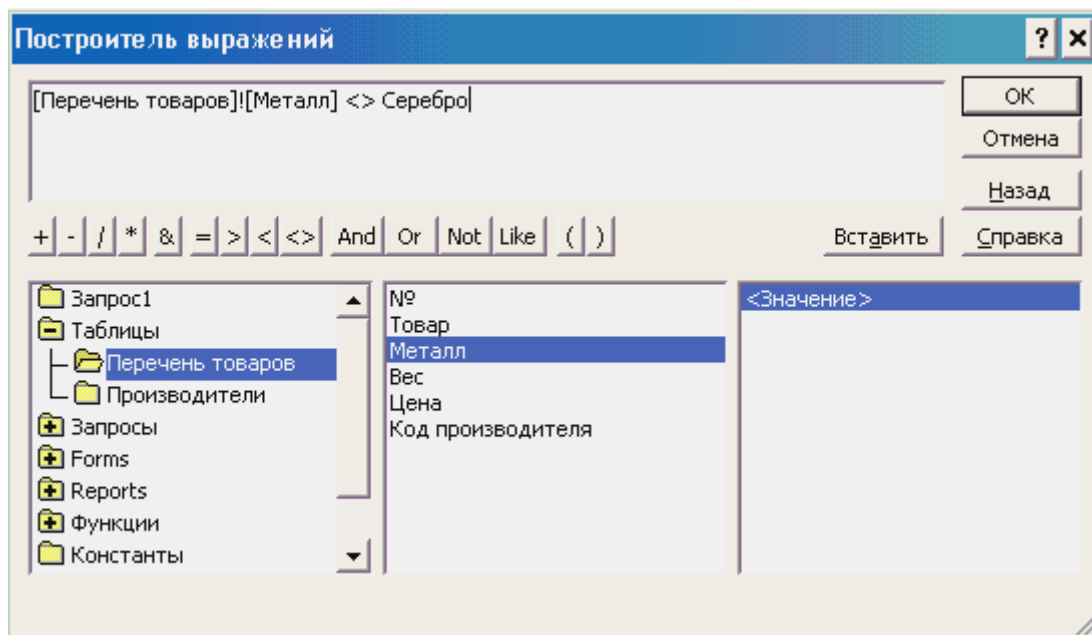 Построитель выражений
[Перечень товаров]![Металл] <> Серебро
ОК
Отмена
Назад
+ - / * & = > < <> And Or Not Like ( ) Вставить Справка
Запрос1
Таблицы
Перечень товаров
Производители
Запросы
Forms
Reports
Функции
Константы
№
Товар
Металл
Вес
Цена
Код производителя
<Значение>